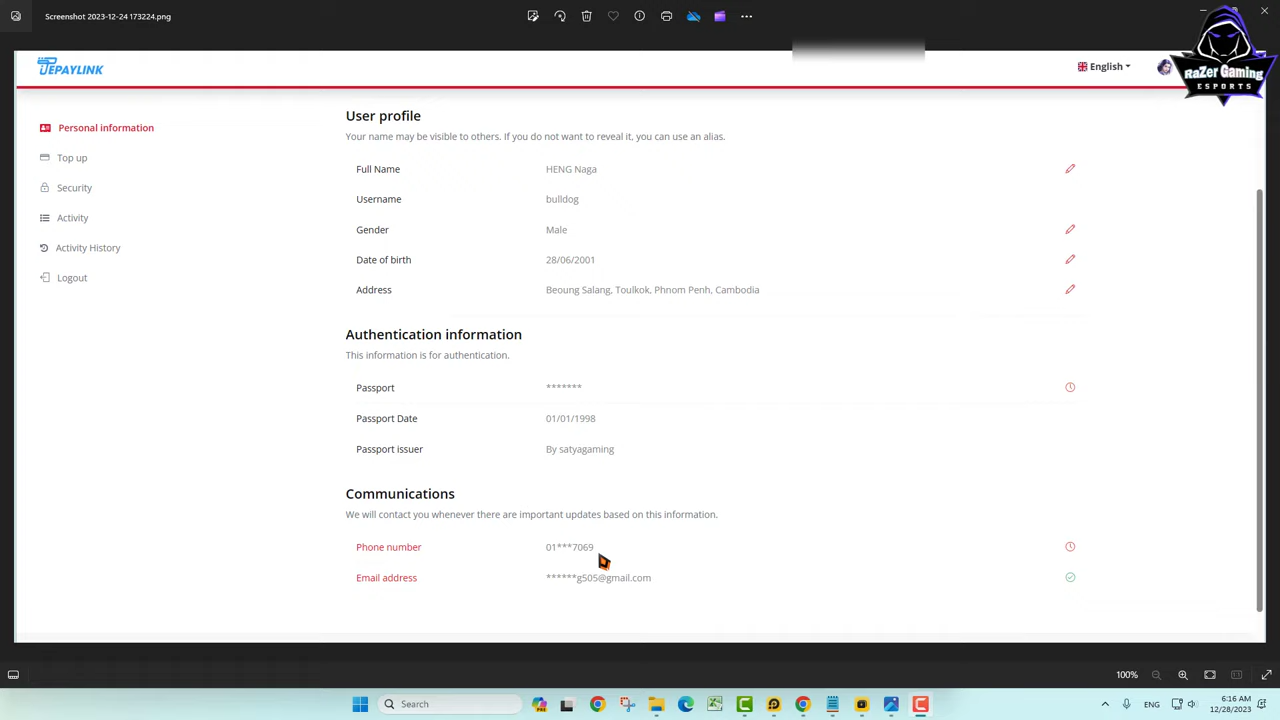 Screenshot 2023-12-24 173224.png
TEPAYLINK
English
RaZer Gaming
ESPORTS
Personal information
Top up
Security
Activity
Activity History
Logout
User profile
Your name may be visible to others. If you do not want to reveal it, you can use an alias.
Full Name HENG Naga
Username bulldog
Gender Male
Date of birth 28/06/2001
Address Beoung Salang, Toulkok, Phnom Penh, Cambodia
Authentication information
This information is for authentication.
Passport *******
Passport Date 01/01/1998
Passport issuer By satyagaming
Communications
We will contact you whenever there are important updates based on this information.
Phone number 01***7069
Email address ******g505@gmail.com
100%
Search
PRE
ENG
6:16 AM
12/28/2023